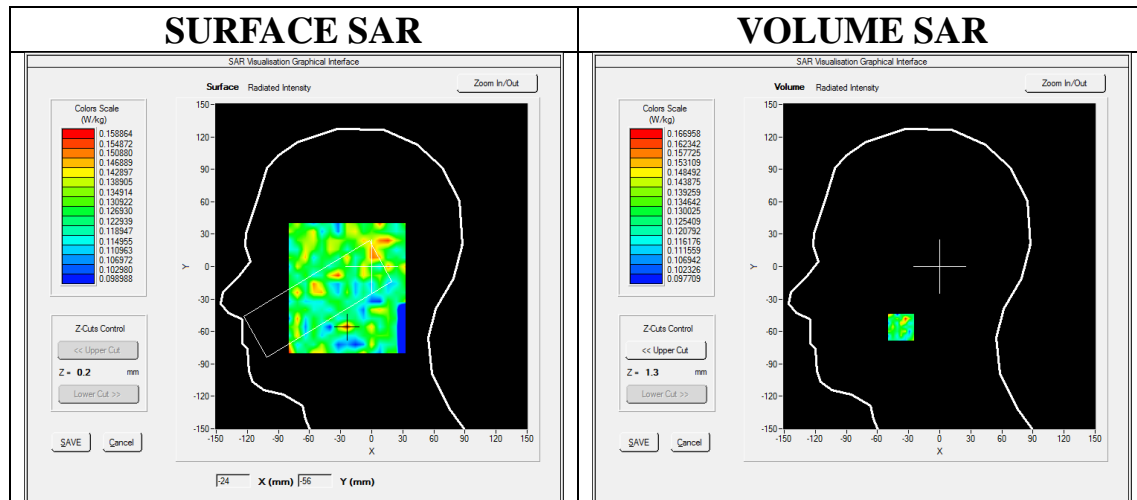 SURFACE SAR
VOLUME SAR
SAR Visualisation Graphical Interface
Surface Radiated Intensity
Zoom In/Out
Colors Scale
(W/kg)
0.158864
0.154872
0.150880
0.146889
0.142897
0.138905
0.134914
0.130922
0.126930
0.122939
0.118947
0.114955
0.110963
0.106972
0.102980
0.098988
Z-Cuts Control
<< Upper Cut
Z = 0.2 mm
Lower Cut >>
SAVE Cancel
150
120
90
60
30
Y
0
-30
-60
-90
-120
-150
-150 -120 -90 -60 -30 0 30 60 90 120 150
X
-24 X (mm) -56 Y (mm)
SAR Visualisation Graphical Interface
Volume Radiated Intensity
Zoom In/Out
Colors Scale
(W/kg)
0.166958
0.162342
0.157725
0.153109
0.148492
0.143875
0.139259
0.134642
0.130025
0.125409
0.120792
0.116176
0.111559
0.106942
0.102326
0.097709
Z-Cuts Control
<< Upper Cut
Z = 1.3 mm
Lower Cut >>
SAVE Cancel
150
120
90
60
30
Y
0
-30
-60
-90
-120
-150
-150 -120 -90 -60 -30 0 30 60 90 120 150
X